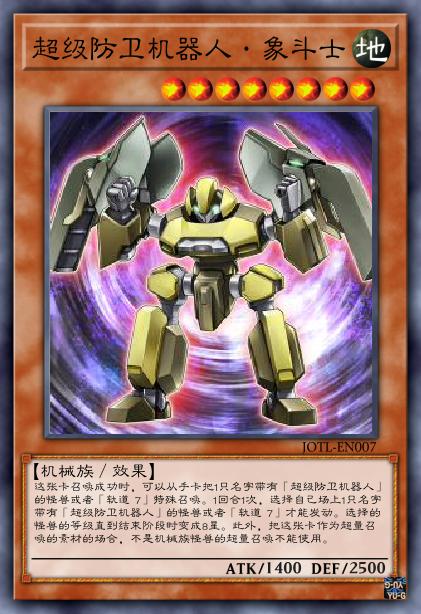 超级防卫机器人·象斗士
地
JOTL-EN007
【机械族/效果】
这张卡召唤成功时，可以从手卡把1只名字带有「超级防卫机器人」
的怪兽或者「轨道 7」特殊召唤。1回合1次，选择自己场上1只名字
带有「超级防卫机器人」的怪兽或者「轨道 7」才能发动。选择的
怪兽的等级直到结束阶段时变成8星。此外，把这张卡作为超量召
唤的素材的场合，不是机械族怪兽的超量召唤不能使用。
ATK/1400 DEF/2500